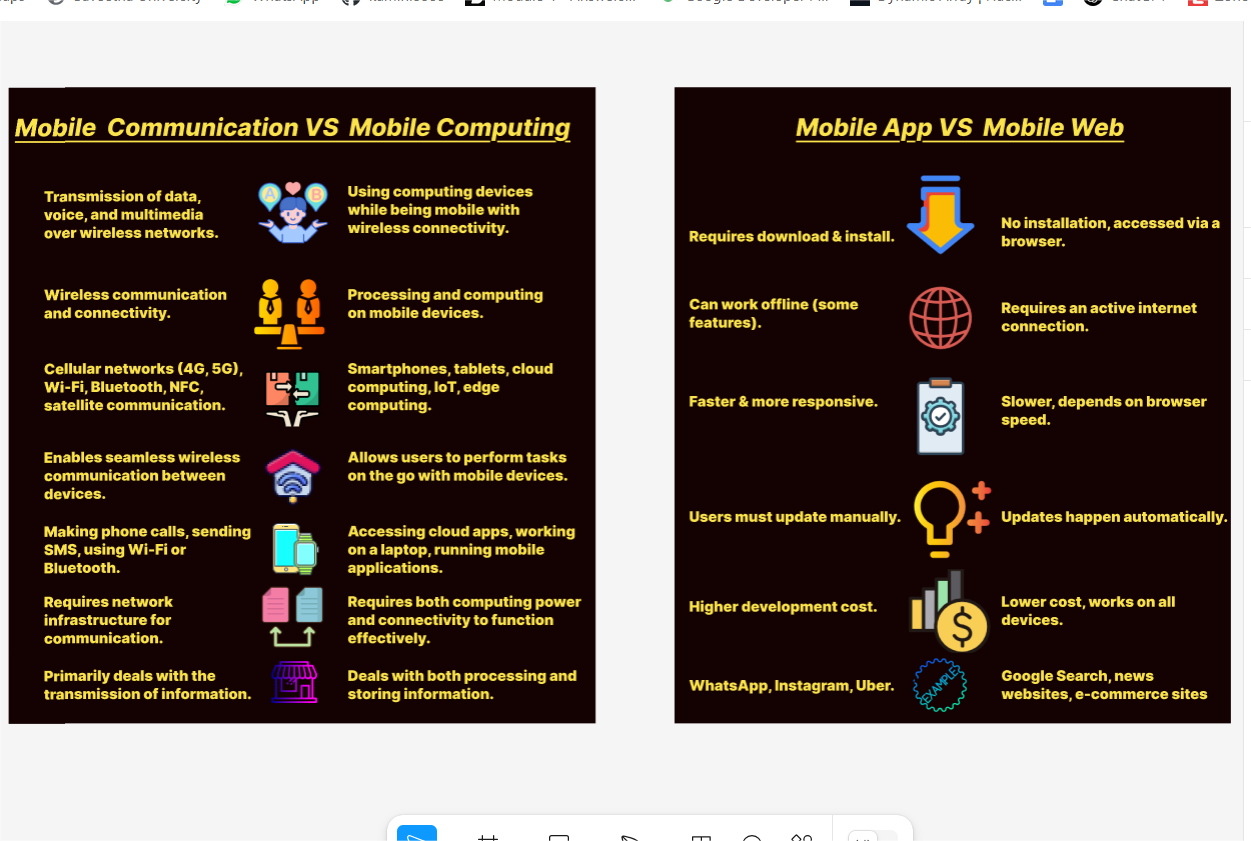 WhatsApp
Mobile Communication VS Mobile Computing
Transmission of data,
voice, and multimedia
over wireless networks.
A
B
Using computing devices
while being mobile with
wireless connectivity.
Wireless communication
and connectivity.
Processing and computing
on mobile devices.
Cellular networks (4G, 5G),
Wi-Fi, Bluetooth, NFC,
satellite communication.
Smartphones, tablets, cloud
computing, IoT, edge
computing.
Enables seamless wireless
communication between
devices.
Allows users to perform tasks
on the go with mobile devices.
Making phone calls, sending
SMS, using Wi-Fi or
Bluetooth.
Accessing cloud apps, working
on a laptop, running mobile
applications.
Requires network
infrastructure for
communication.
Requires both computing power
and connectivity to function
effectively.
Primarily deals with the
transmission of information.
Deals with both processing and
storing information.
Mobile App VS Mobile Web
Requires download & install.
No installation, accessed via a
browser.
Can work offline (some
features).
Requires an active internet
connection.
Faster & more responsive.
Slower, depends on browser
speed.
Users must update manually.
Updates happen automatically.
Higher development cost.
$
Lower cost, works on all
devices.
WhatsApp, Instagram, Uber.
EXAMPLE
Google Search, news
websites, e-commerce sites